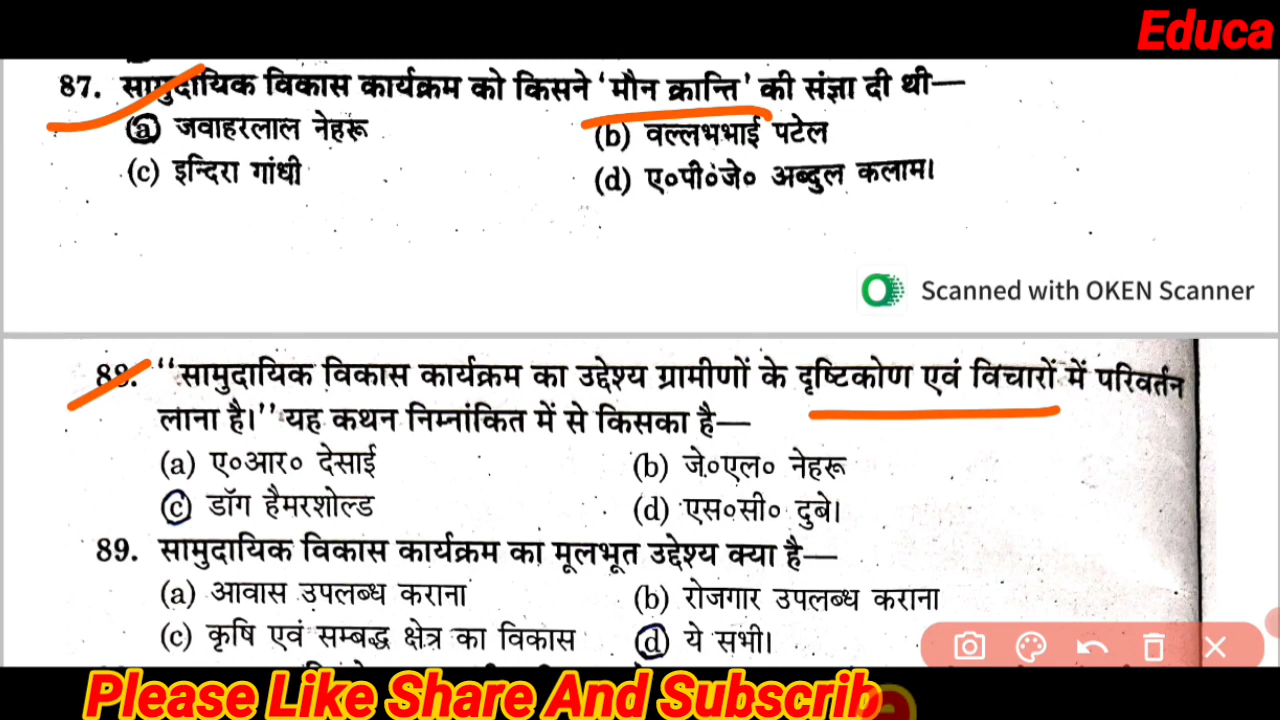 Educa
87. सामुदायिक विकास कार्यक्रम को किसने ‘मौन क्रान्ति’ की संज्ञा दी थी—
(a) जवाहरलाल नेहरू (b) वल्लभभाई पटेल
(c) इन्दिरा गांधी (d) ए०पी०जे० अब्दुल कलाम।
Scanned with OKEN Scanner
88. ‘‘सामुदायिक विकास कार्यक्रम का उद्देश्य ग्रामीणों के दृष्टिकोण एवं विचारों में परिवर्तन
लाना है।’’ यह कथन निम्नांकित में से किसका है—
(a) ए०आर० देसाई (b) जे०एल० नेहरू
(c) डॉग हैमरशोल्ड (d) एस०सी० दुबे।
89. सामुदायिक विकास कार्यक्रम का मूलभूत उद्देश्य क्या है—
(a) आवास उपलब्ध कराना (b) रोजगार उपलब्ध कराना
(c) कृषि एवं सम्बद्ध क्षेत्र का विकास (d) ये सभी।
Please Like Share And Subscrib